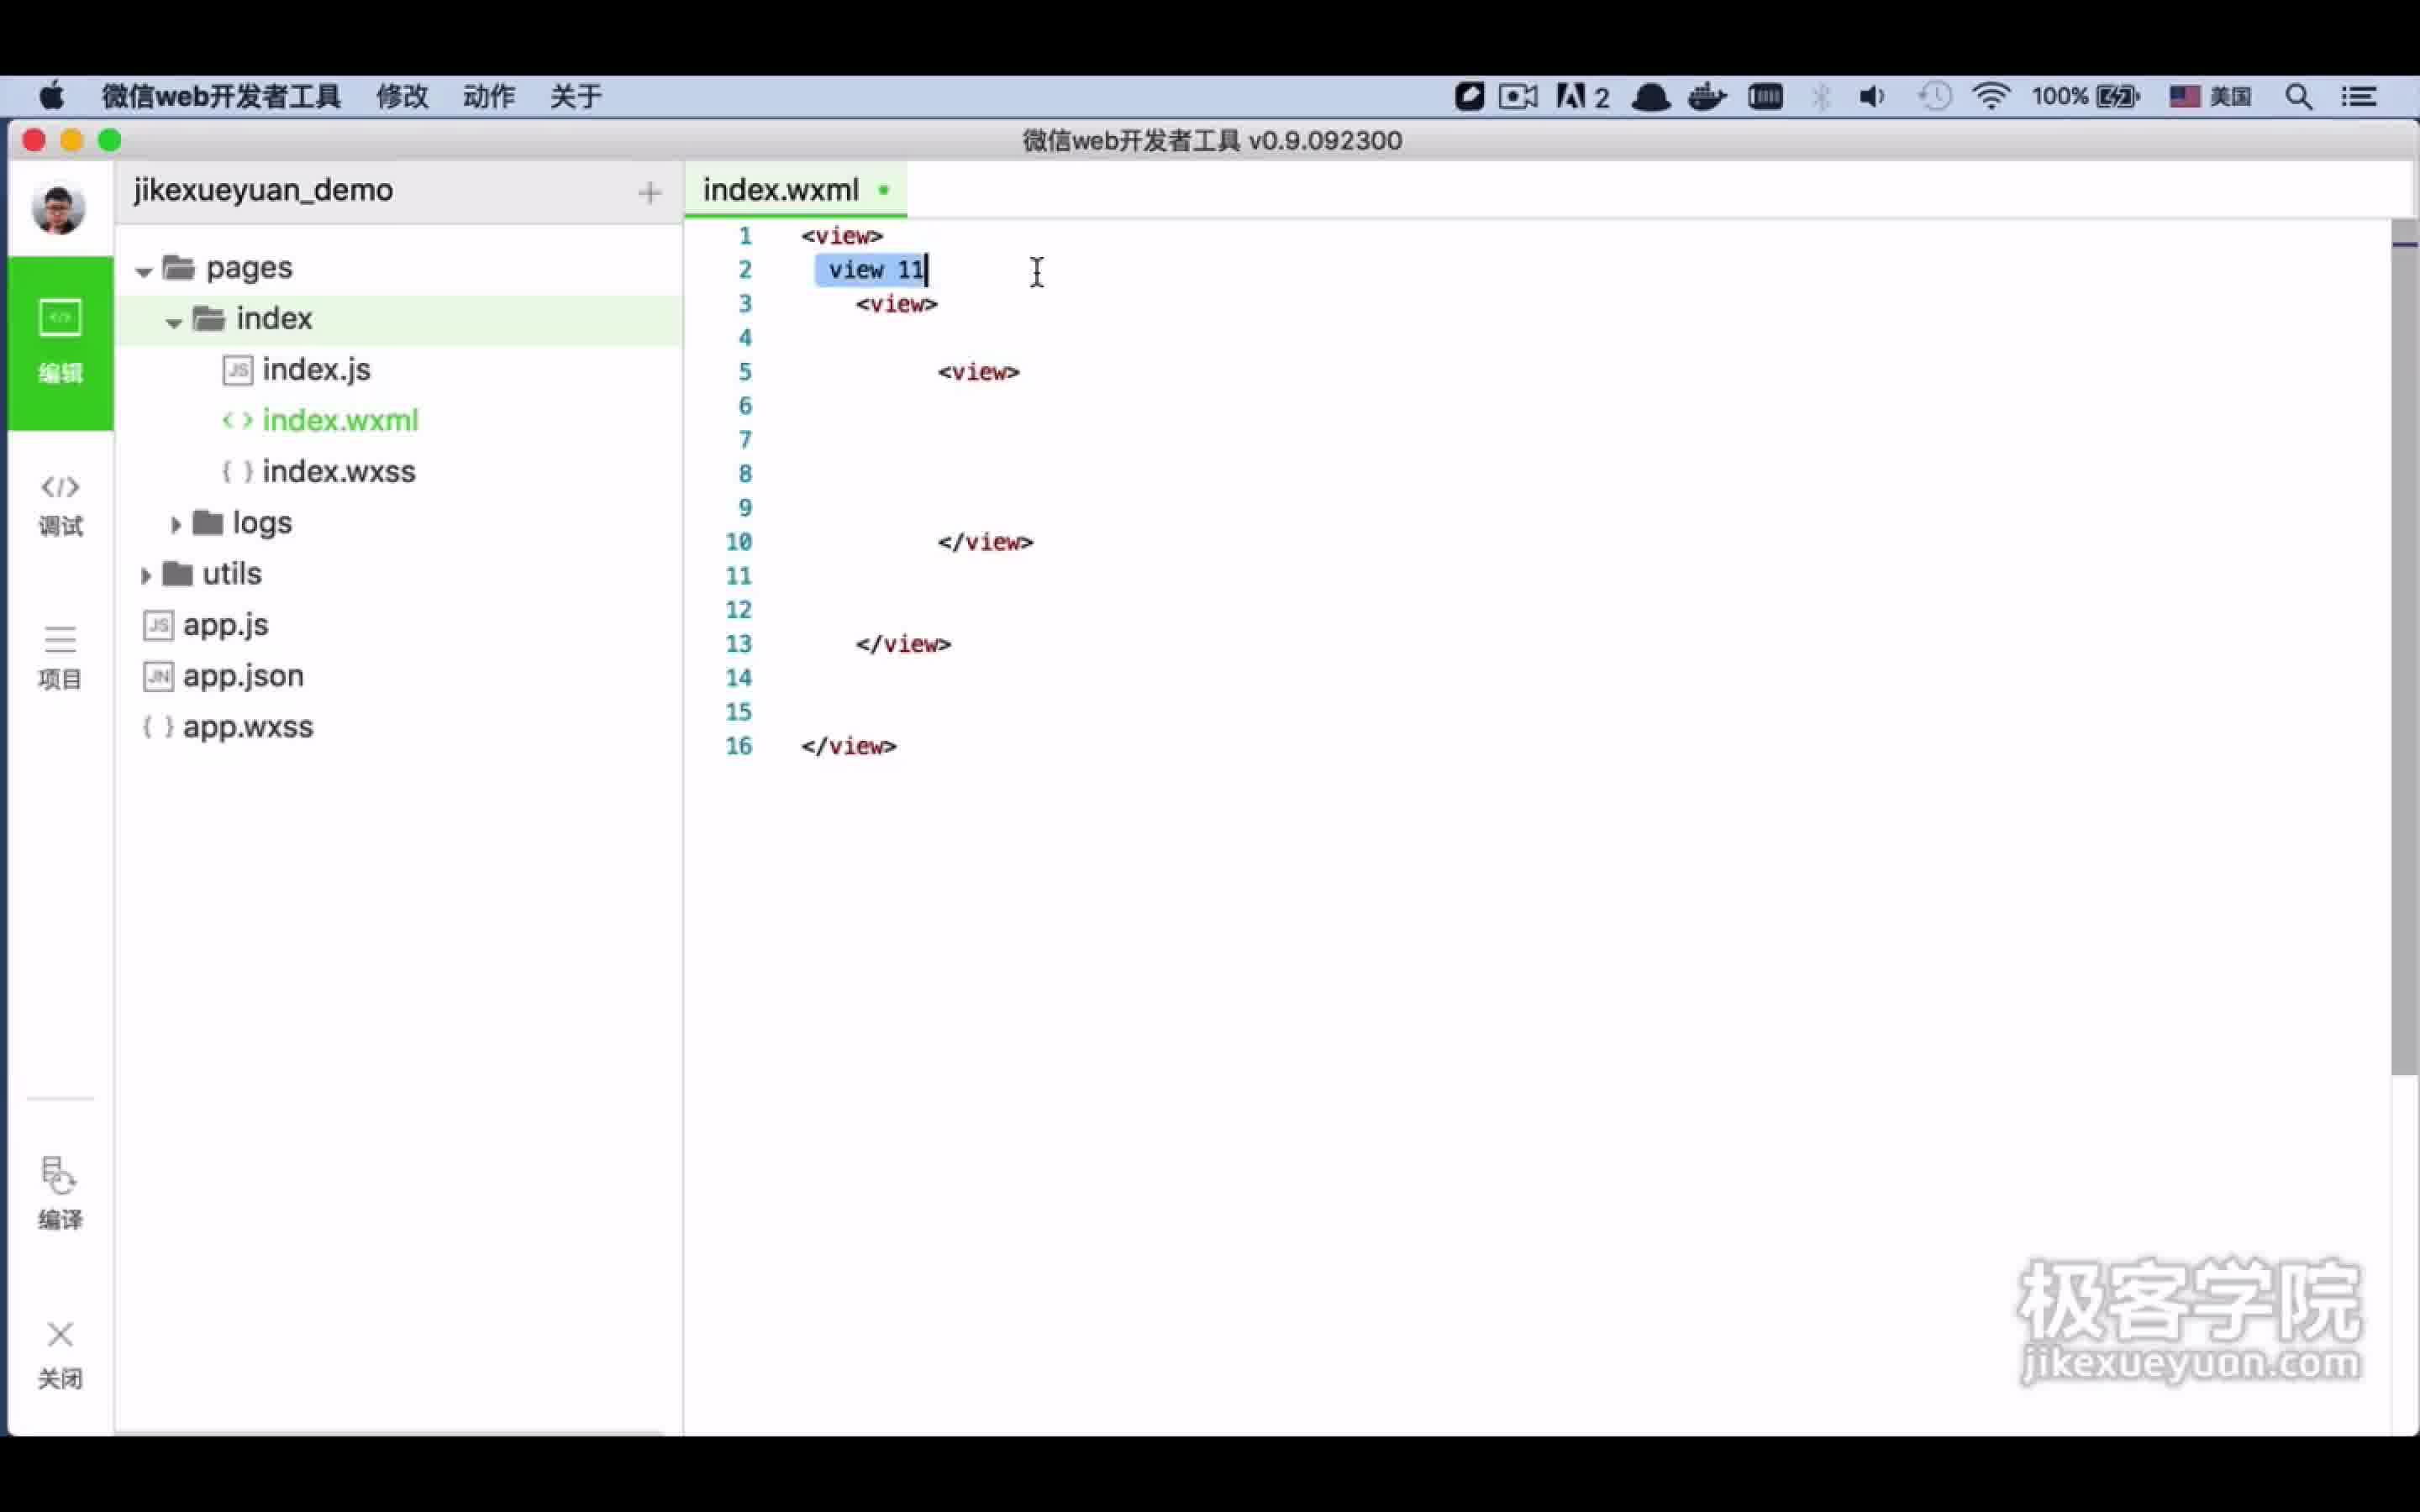 微信web开发者工具 修改 动作 关于 2 100% 美国
微信web开发者工具 v0.9.092300
jikexueyuan_demo
pages
index
JS index.js
< > index.wxml
{ } index.wxss
logs
utils
JS app.js
JN app.json
{ } app.wxss
编辑
</>
调试
项目
编译
关闭
index.wxml
1 <view>
2 view 11
3 <view>
4
5 <view>
6
7
8
9
10 </view>
11
12
13 </view>
14
15
16 </view>
极客学院
jikexueyuan.com